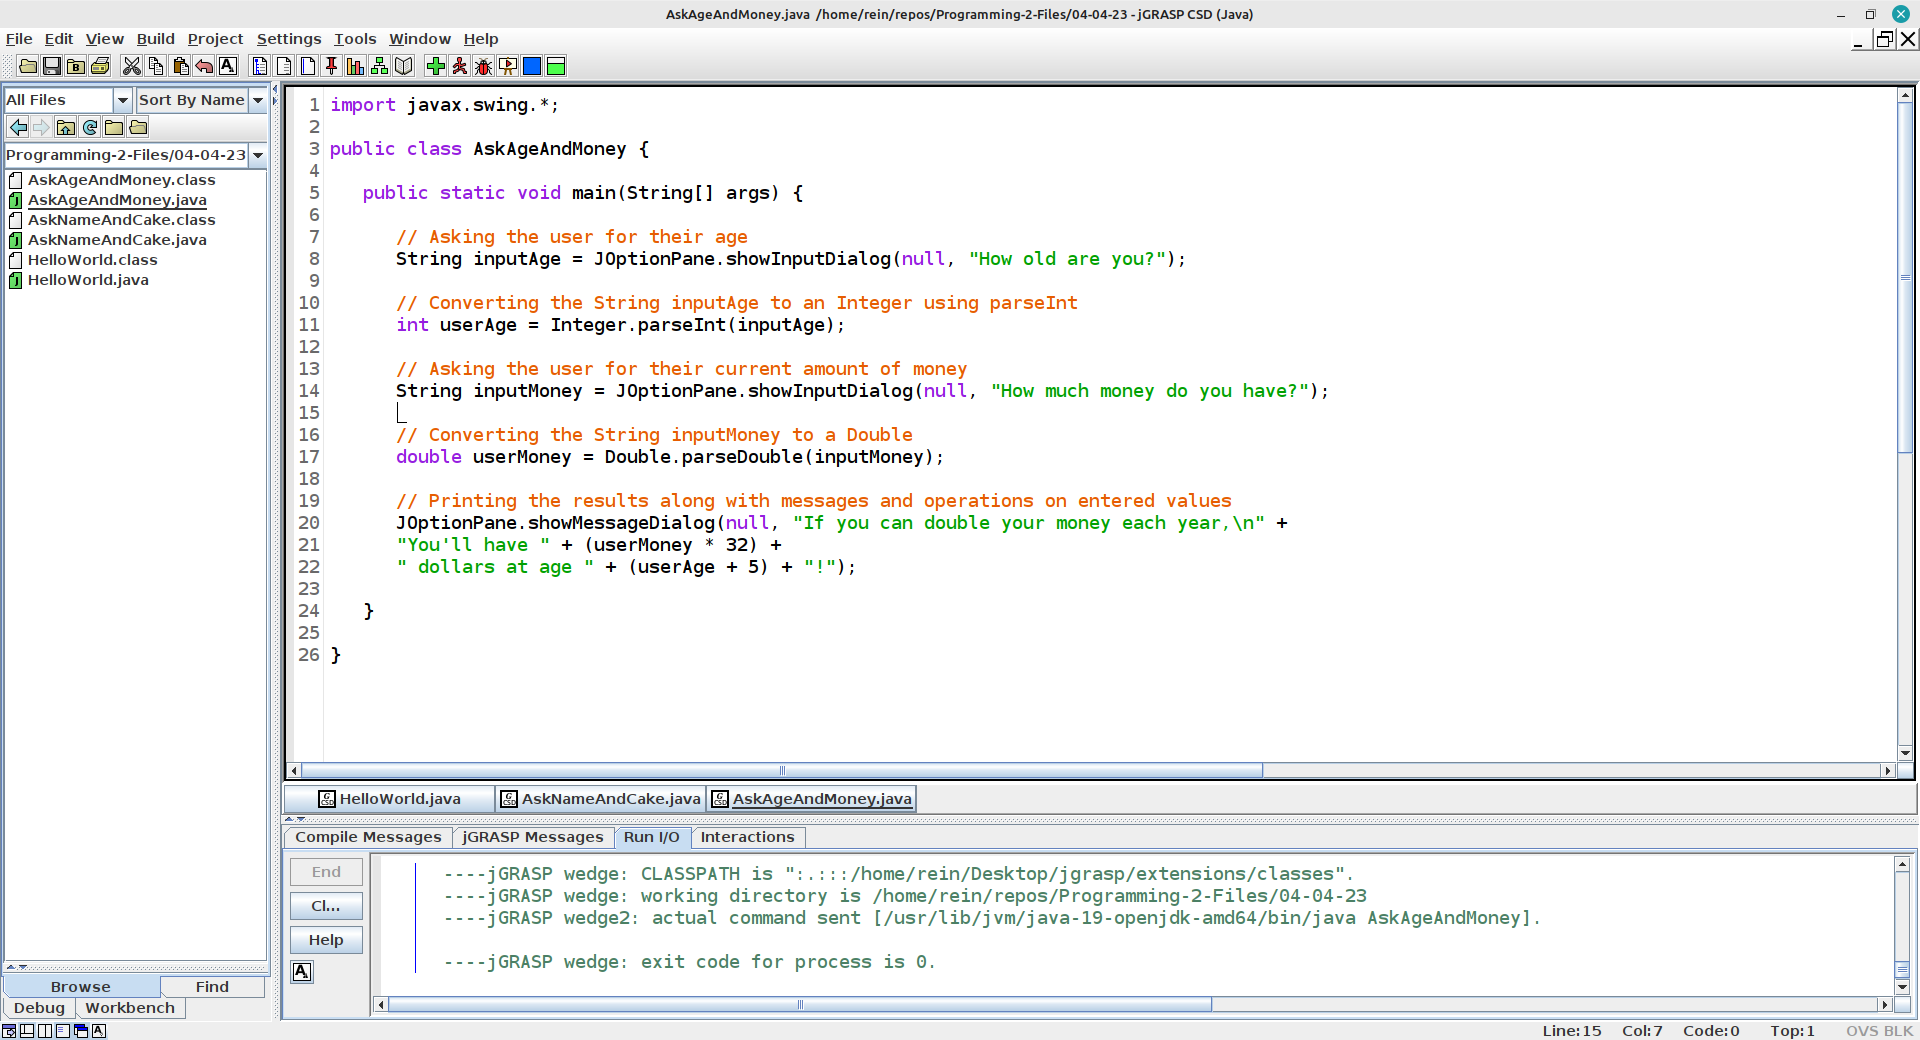 AskAgeAndMoney.java /home/rein/repos/Programming-2-Files/04-04-23 - jGRASP CSD (Java)
File Edit View Build Project Settings Tools Window Help
All Files Sort By Name
Programming-2-Files/04-04-23
AskAgeAndMoney.class
AskAgeAndMoney.java
AskNameAndCake.class
AskNameAndCake.java
HelloWorld.class
HelloWorld.java
Browse Find
Debug Workbench
1 import javax.swing.*;
2
3 public class AskAgeAndMoney {
4
5 public static void main(String[] args) {
6
7 // Asking the user for their age
8 String inputAge = JOptionPane.showInputDialog(null, "How old are you?");
9
10 // Converting the String inputAge to an Integer using parseInt
11 int userAge = Integer.parseInt(inputAge);
12
13 // Asking the user for their current amount of money
14 String inputMoney = JOptionPane.showInputDialog(null, "How much money do you have?");
15
16 // Converting the String inputMoney to a Double
17 double userMoney = Double.parseDouble(inputMoney);
18
19 // Printing the results along with messages and operations on entered values
20 JOptionPane.showMessageDialog(null, "If you can double your money each year,\n" +
21 "You'll have " + (userMoney * 32) +
22 " dollars at age " + (userAge + 5) + "!");
23
24 }
25
26 }
HelloWorld.java AskNameAndCake.java AskAgeAndMoney.java
Compile Messages jGRASP Messages Run I/O Interactions
End
Cl...
Help
----jGRASP wedge: CLASSPATH is ":.:::/home/rein/Desktop/jgrasp/extensions/classes".
----jGRASP wedge: working directory is /home/rein/repos/Programming-2-Files/04-04-23
----jGRASP wedge2: actual command sent [/usr/lib/jvm/java-19-openjdk-amd64/bin/java AskAgeAndMoney].
----jGRASP wedge: exit code for process is 0.
Line:15 Col:7 Code:0 Top:1 OVS BLK